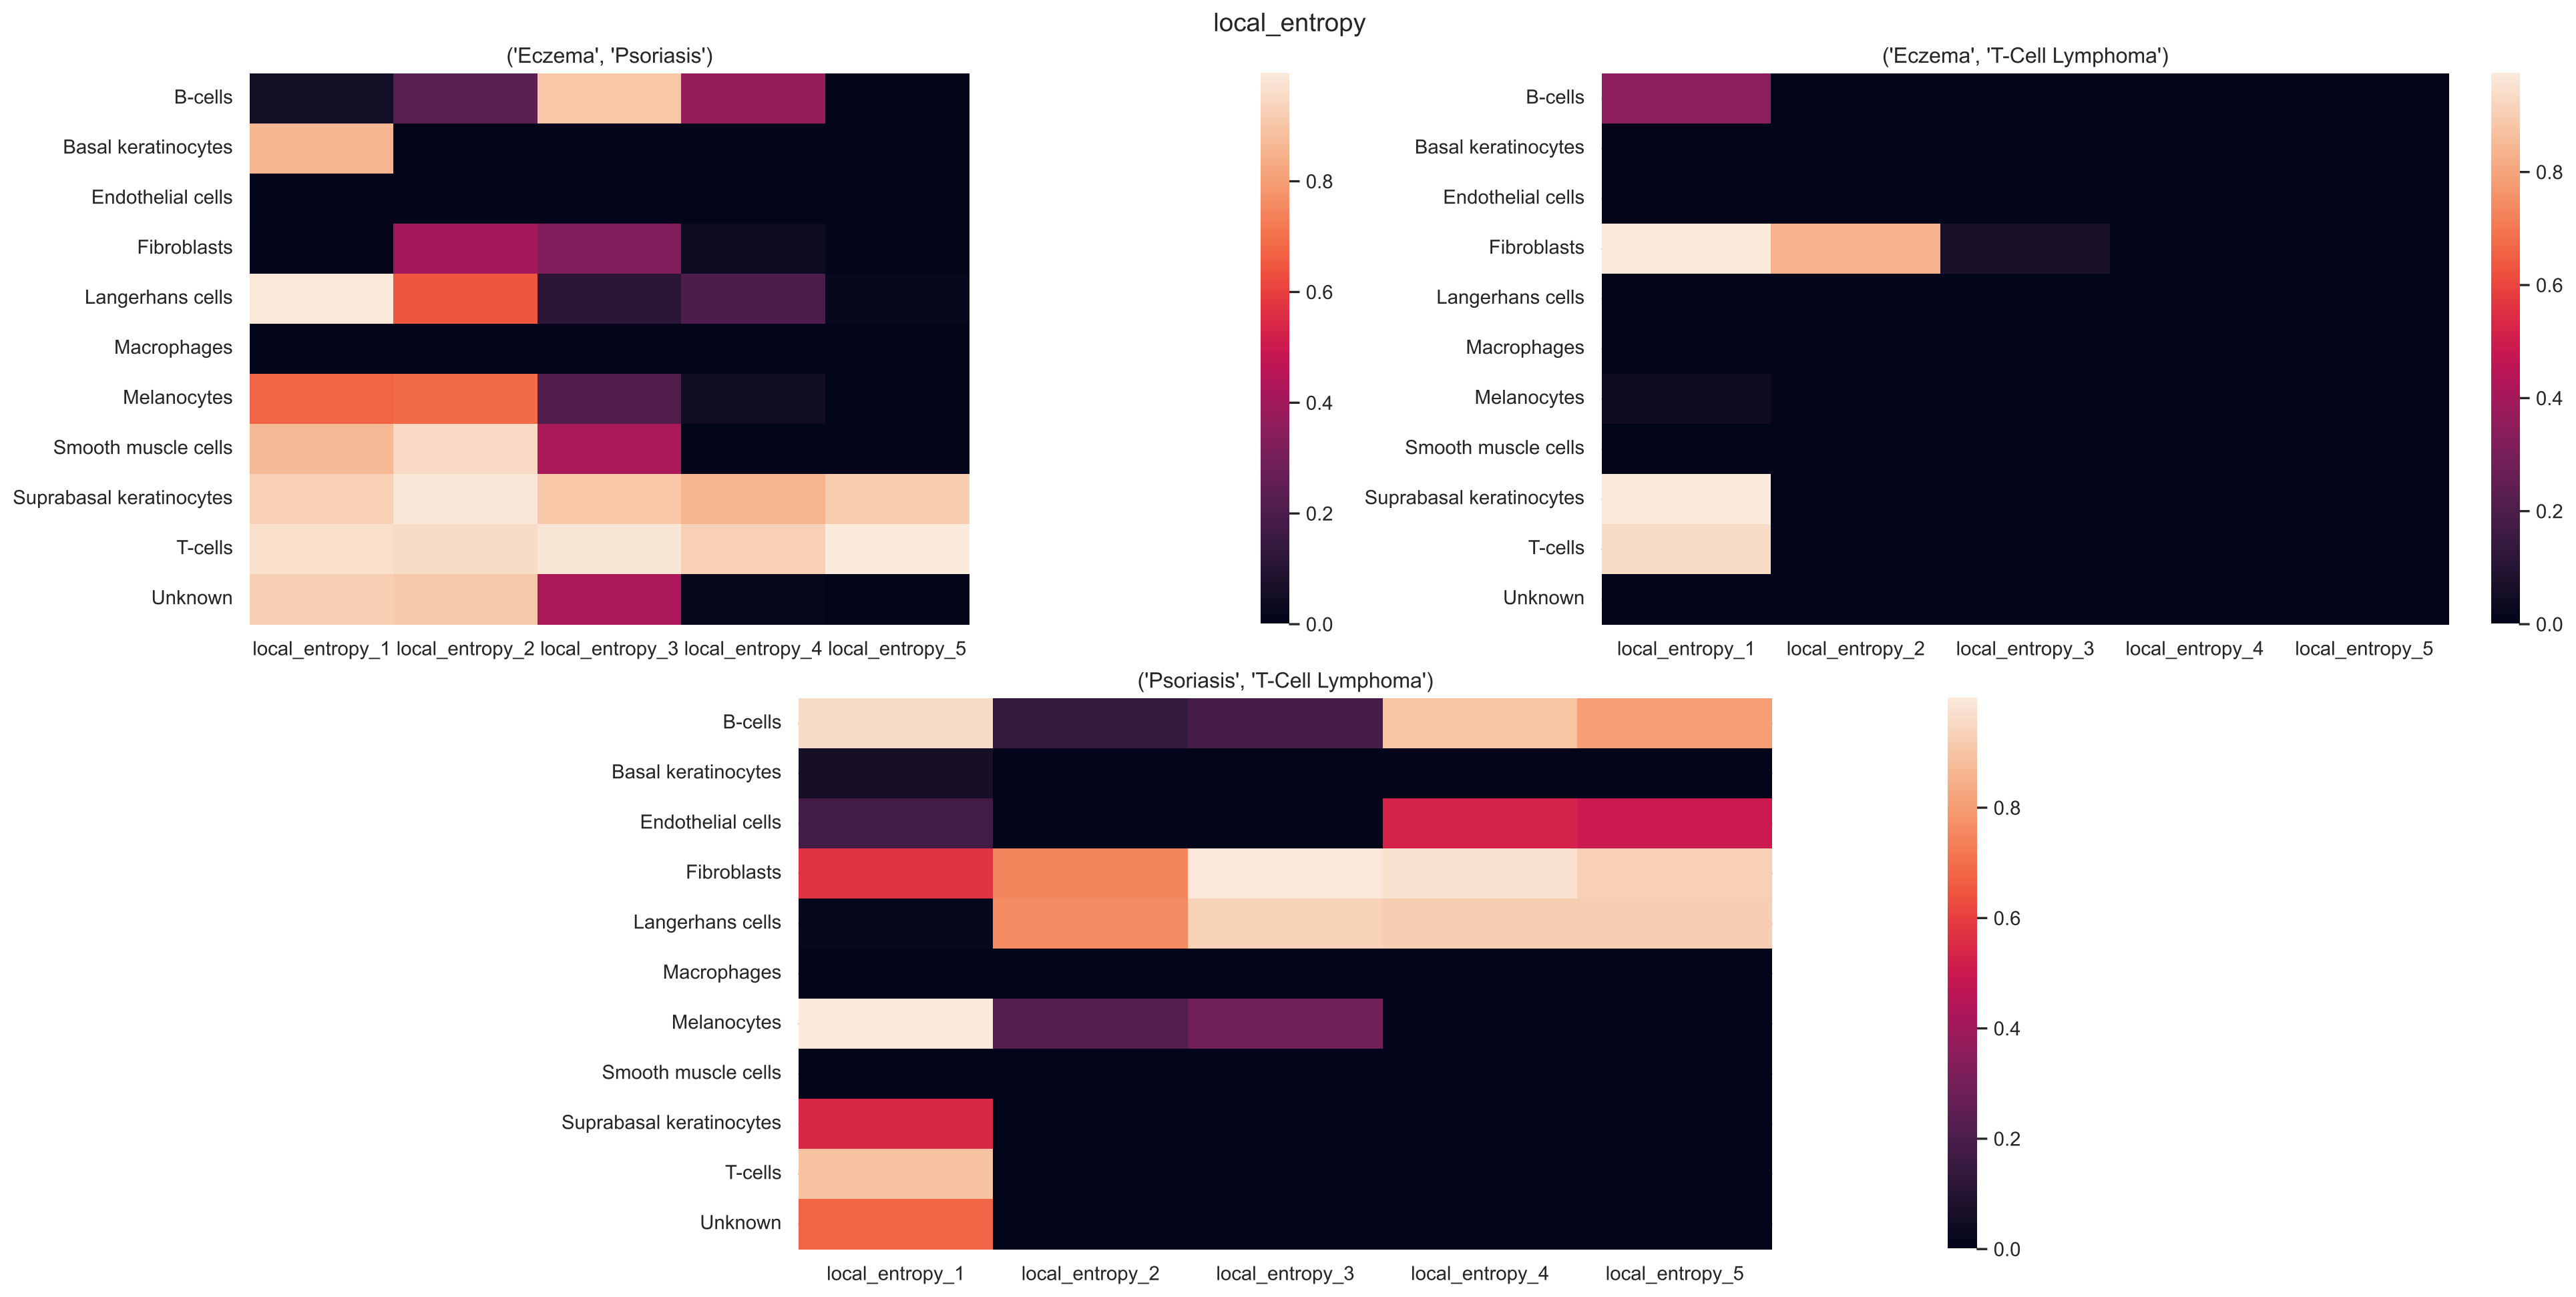 local_entropy
('Eczema', 'Psoriasis')
B-cells
Basal keratinocytes
Endothelial cells
Fibroblasts
Langerhans cells
Macrophages
Melanocytes
Smooth muscle cells
Suprabasal keratinocytes
T-cells
Unknown
local_entropy_1 local_entropy_2 local_entropy_3 local_entropy_4 local_entropy_5
0.8
0.6
0.4
0.2
0.0
('Eczema', 'T-Cell Lymphoma')
B-cells
Basal keratinocytes
Endothelial cells
Fibroblasts
Langerhans cells
Macrophages
Melanocytes
Smooth muscle cells
Suprabasal keratinocytes
T-cells
Unknown
local_entropy_1 local_entropy_2 local_entropy_3 local_entropy_4 local_entropy_5
0.8
0.6
0.4
0.2
0.0
('Psoriasis', 'T-Cell Lymphoma')
B-cells
Basal keratinocytes
Endothelial cells
Fibroblasts
Langerhans cells
Macrophages
Melanocytes
Smooth muscle cells
Suprabasal keratinocytes
T-cells
Unknown
local_entropy_1 local_entropy_2 local_entropy_3 local_entropy_4 local_entropy_5
0.8
0.6
0.4
0.2
0.0